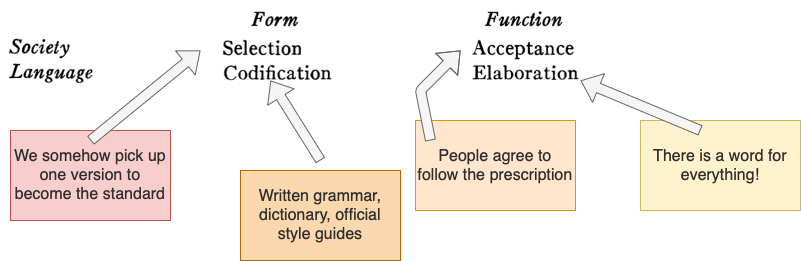 Form Function
Society Selection Acceptance
Language Codification Elaboration
We somehow pick up
one version to
become the standard
Written grammar,
dictionary, official
style guides
People agree to
follow the prescription
There is a word for
everything!